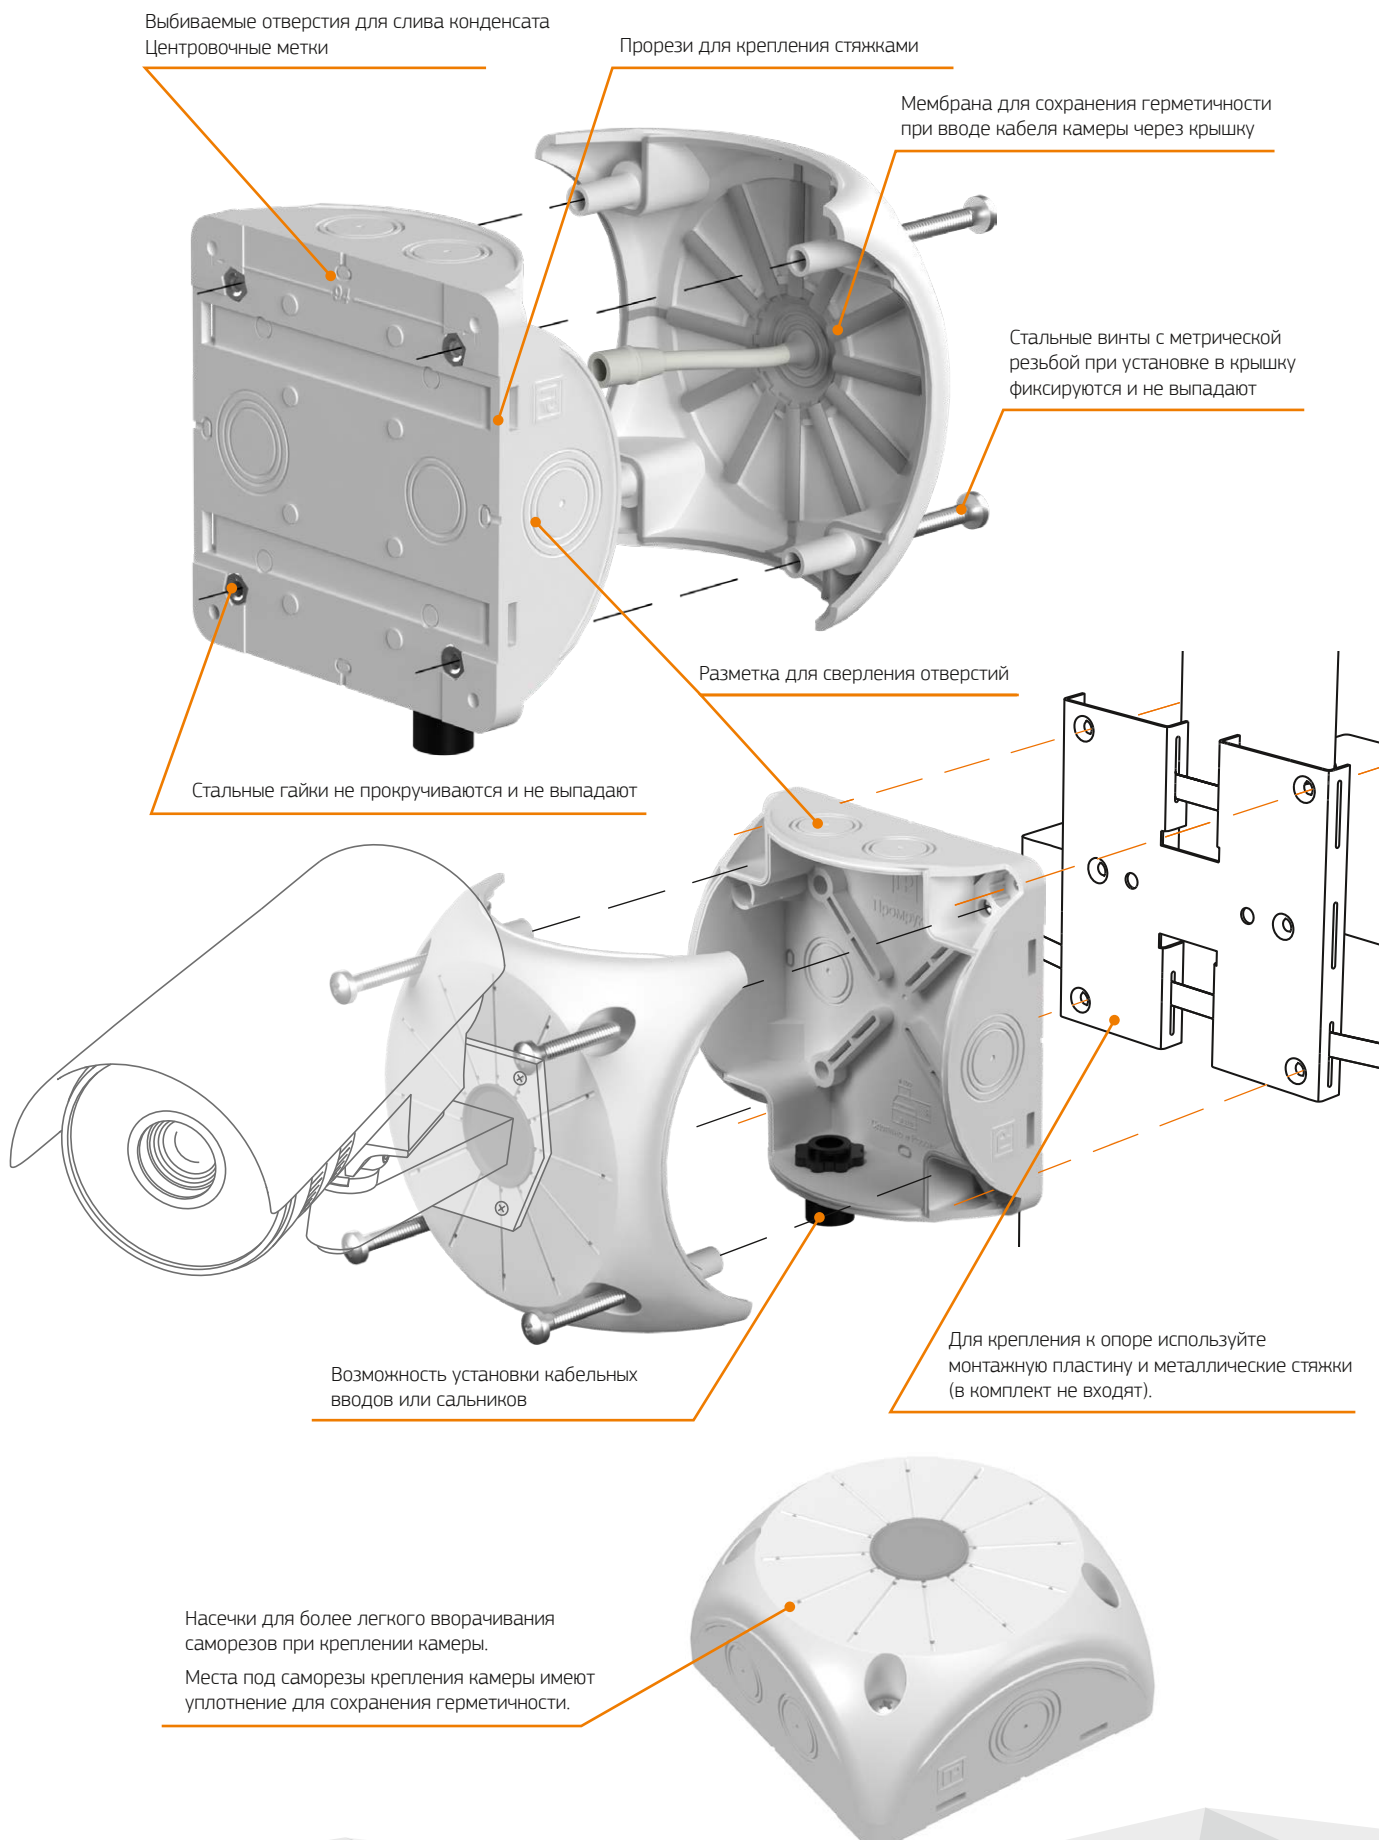 Выбиваемые отверстия для слива конденсата
Центровочные метки
Прорези для крепления стяжками
Мембрана для сохранения герметичности
при вводе кабеля камеры через крышку
Стальные винты с метрической
резьбой при установке в крышку
фиксируются и не выпадают
Разметка для сверления отверстий
Стальные гайки не прокручиваются и не выпадают
Для крепления к опоре используйте
монтажную пластину и металлические стяжки
(в комплект не входят).
Возможность установки кабельных
вводов или сальников
Насечки для более легкого вворачивания
саморезов при креплении камеры.
Места под саморезы крепления камеры имеют
уплотнение для сохранения герметичности.